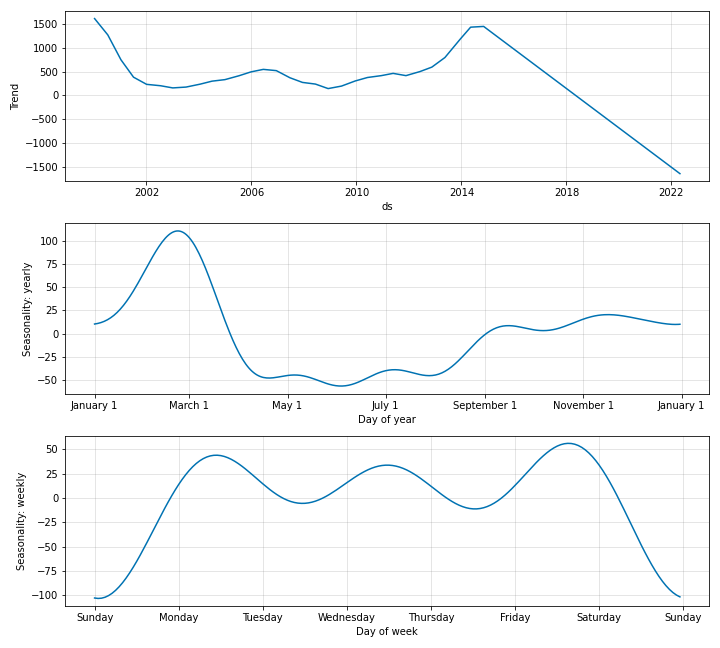 1500
1000
500
0
−500
−1000
−1500
Trend
2002 2006 2010 2014 2018 2022
ds
100
75
50
25
0
−25
−50
Seasonality: yearly
January 1 March 1 May 1 July 1 September 1 November 1 January 1
Day of year
50
25
0
−25
−50
−75
−100
Seasonality: weekly
Sunday Monday Tuesday Wednesday Thursday Friday Saturday Sunday
Day of week